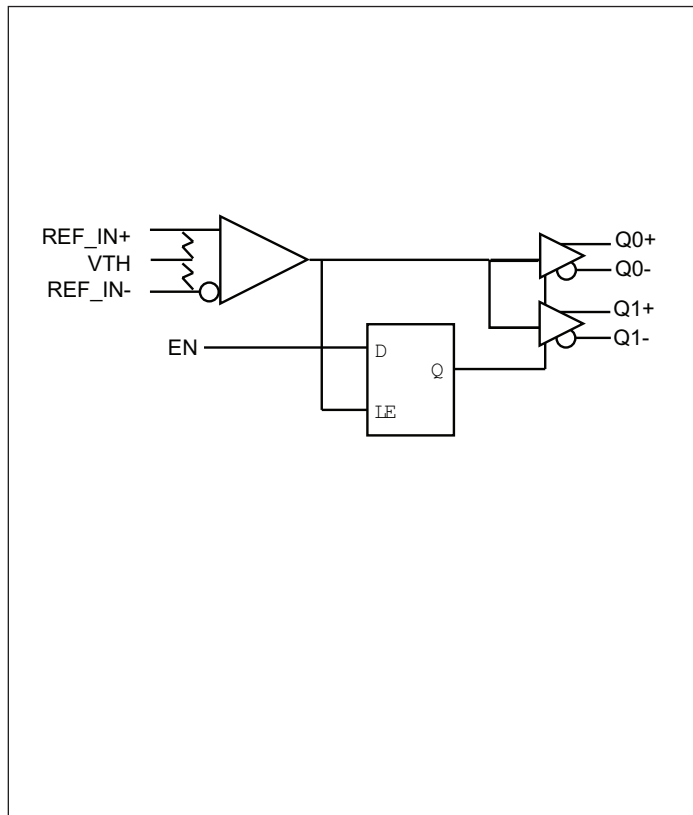 REF_IN+
VTH
REF_IN-
EN
D
Q
LE
Q0+
Q0-
Q1+
Q1-